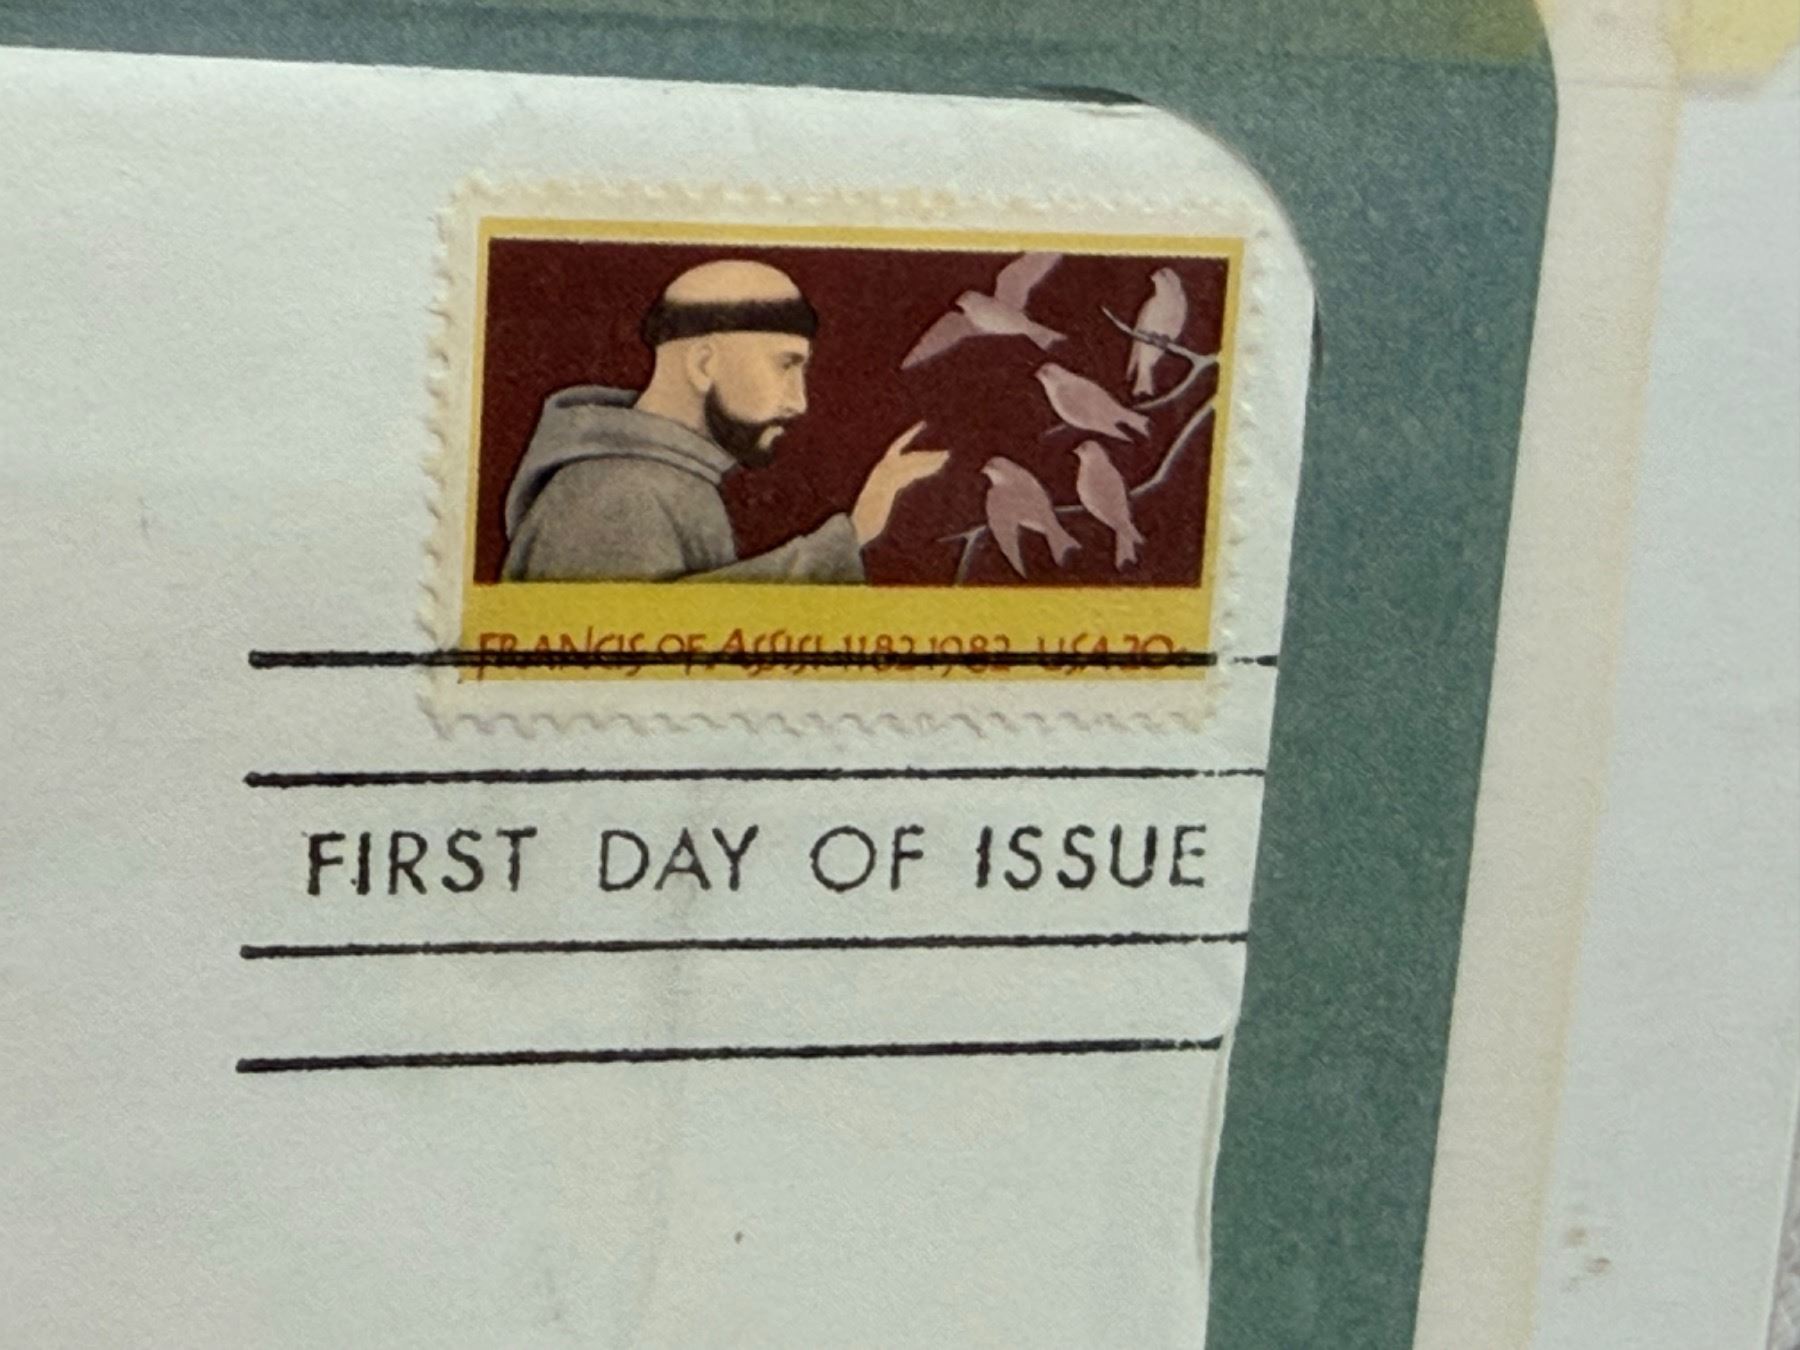 FRANCIS OF ASSISI 1182-1982 USA 20c
FIRST DAY OF ISSUE